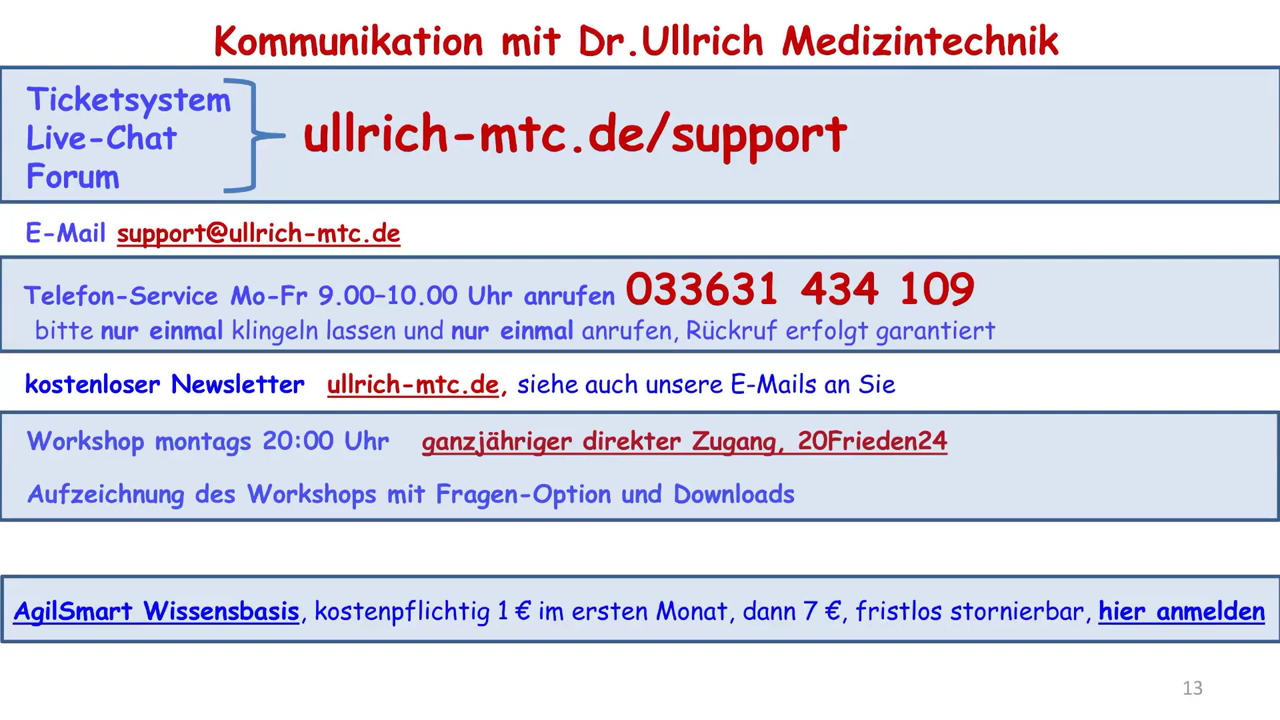 Kommunikation mit Dr.Ullrich Medizintechnik
Ticketsystem
Live-Chat
Forum
ullrich-mtc.de/support
E-Mail support@ullrich-mtc.de
Telefon-Service Mo-Fr 9.00–10.00 Uhr anrufen 033631 434 109
bitte nur einmal klingeln lassen und nur einmal anrufen, Rückruf erfolgt garantiert
kostenloser Newsletter ullrich-mtc.de, siehe auch unsere E-Mails an Sie
Workshop montags 20:00 Uhr ganzjähriger direkter Zugang, 20Frieden24
Aufzeichnung des Workshops mit Fragen-Option und Downloads
AgilSmart Wissensbasis, kostenpflichtig 1 € im ersten Monat, dann 7 €, fristlos stornierbar, hier anmelden
13